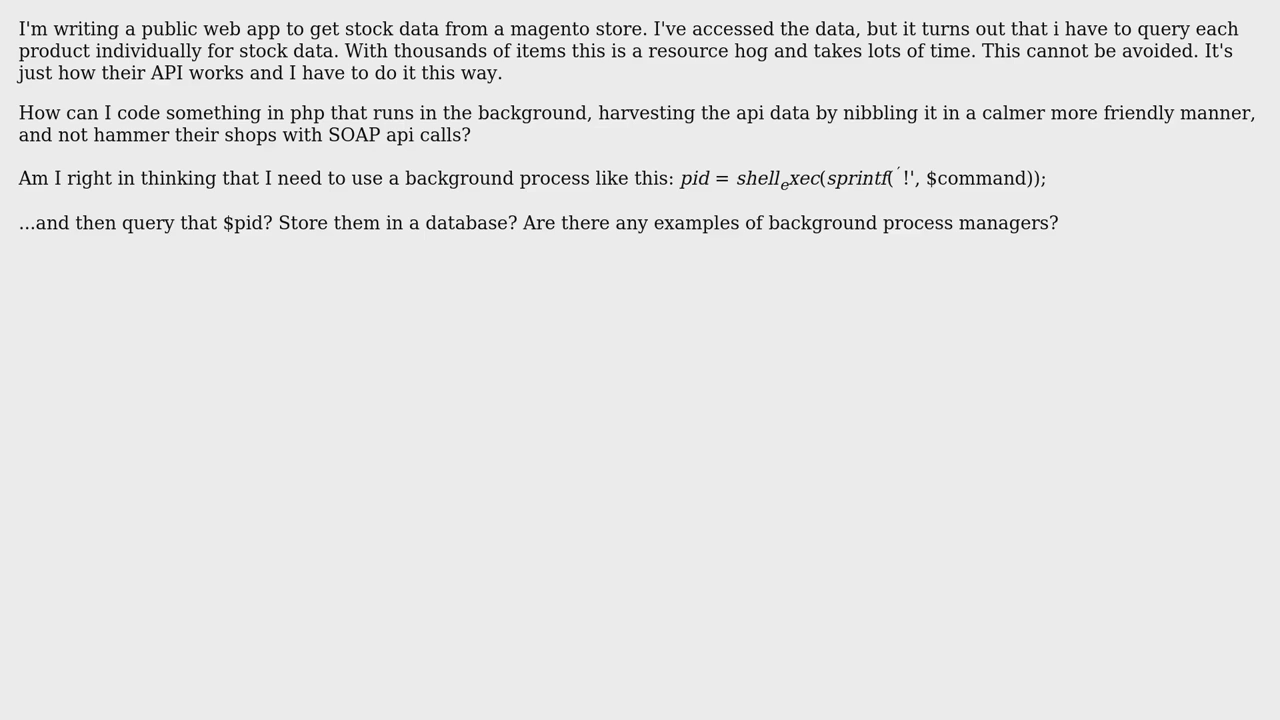 I'm writing a public web app to get stock data from a magento store. I've accessed the data, but it turns out that i have to query each
product individually for stock data. With thousands of items this is a resource hog and takes lots of time. This cannot be avoided. It's
just how their API works and I have to do it this way.
How can I code something in php that runs in the background, harvesting the api data by nibbling it in a calmer more friendly manner,
and not hammer their shops with SOAP api calls?
Am I right in thinking that I need to use a background process like this: pid = shell_exec(sprintf(´!', $command));
...and then query that $pid? Store them in a database? Are there any examples of background process managers?